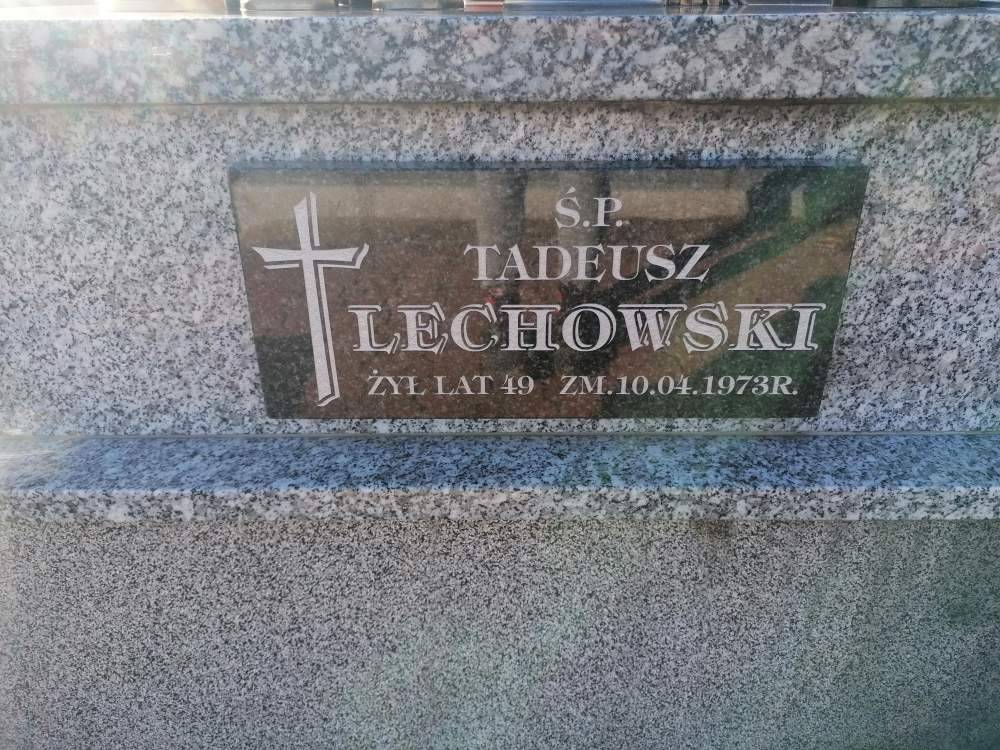 Ś.P.
TADEUSZ
LECHOWSKI
ŻYŁ LAT 49 ZM.10.04.1973R.